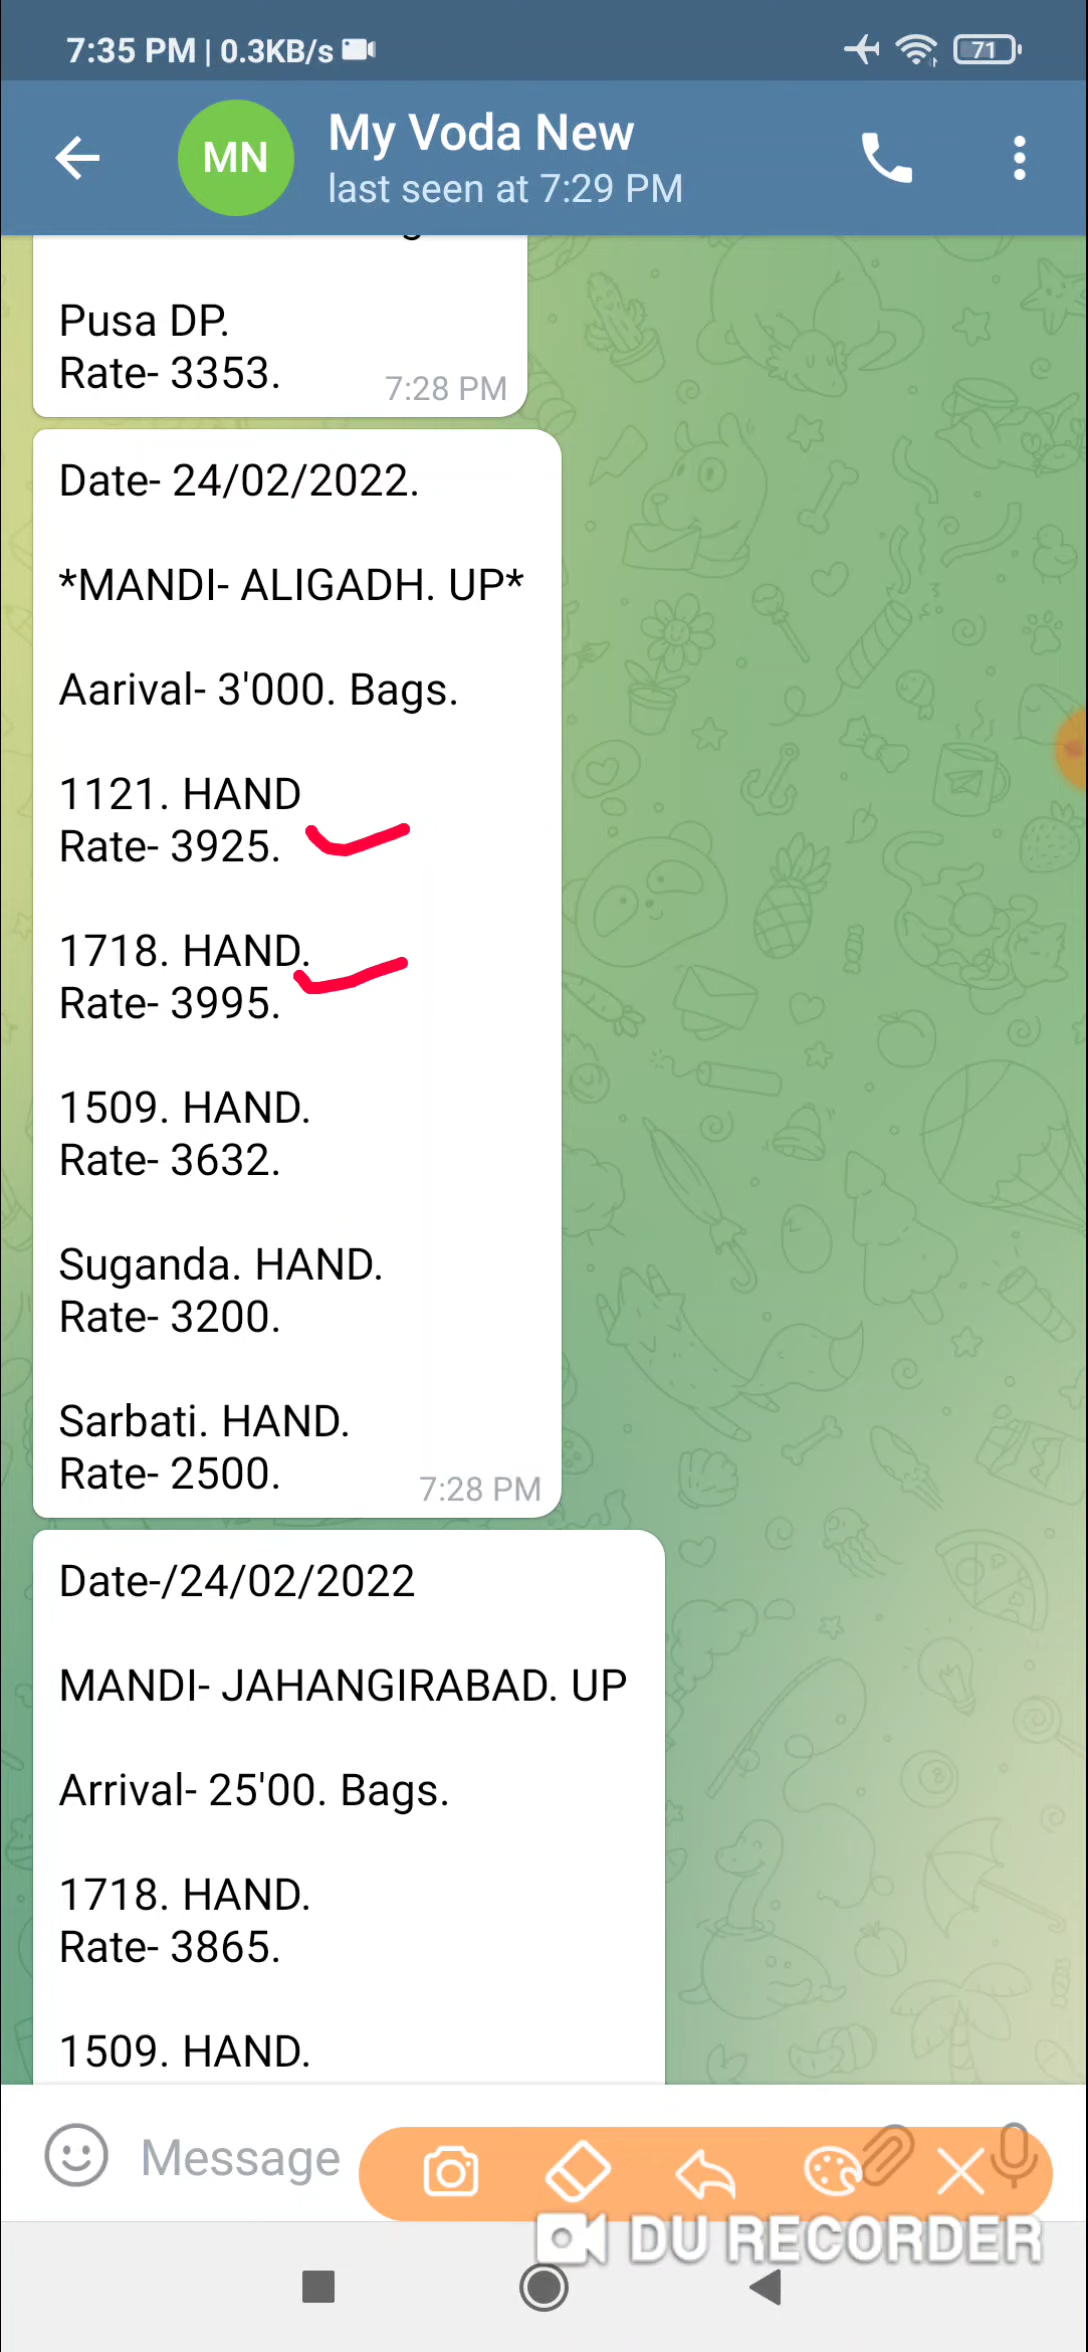 7:35 PM | 0.3KB/s
71
MN
My Voda New
last seen at 7:29 PM
Pusa DP.
Rate- 3353.
7:28 PM
Date- 24/02/2022.
*MANDI- ALIGADH. UP*
Aarival- 3'000. Bags.
1121. HAND
Rate- 3925.
1718. HAND.
Rate- 3995.
1509. HAND.
Rate- 3632.
Suganda. HAND.
Rate- 3200.
Sarbati. HAND.
Rate- 2500.
7:28 PM
Date-/24/02/2022
MANDI- JAHANGIRABAD. UP
Arrival- 25'00. Bags.
1718. HAND.
Rate- 3865.
1509. HAND.
Message
DU RECORDER